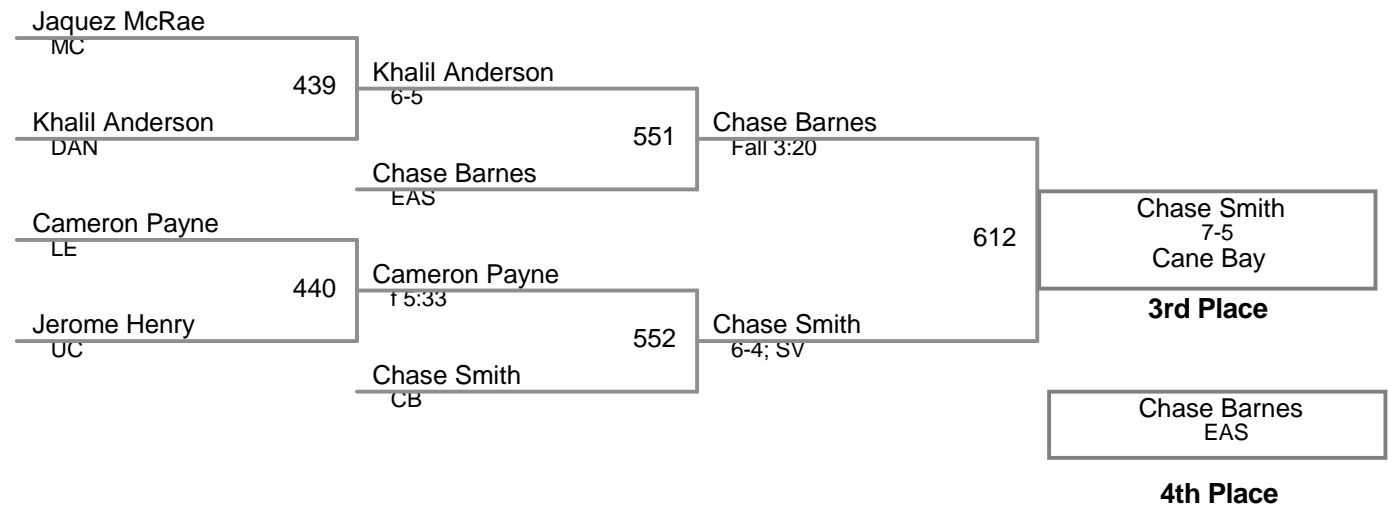 Jaquez McRae
MC
439
Khalil Anderson
6-5
Khalil Anderson
DAN
551
Chase Barnes
Fall 3:20
Chase Barnes
EAS
Cameron Payne
LE
612
Chase Smith
7-5
Cane Bay
3rd Place
440
Cameron Payne
f 5:33
Jerome Henry
UC
552
Chase Smith
6-4; SV
Chase Smith
CB
Chase Barnes
EAS
4th Place